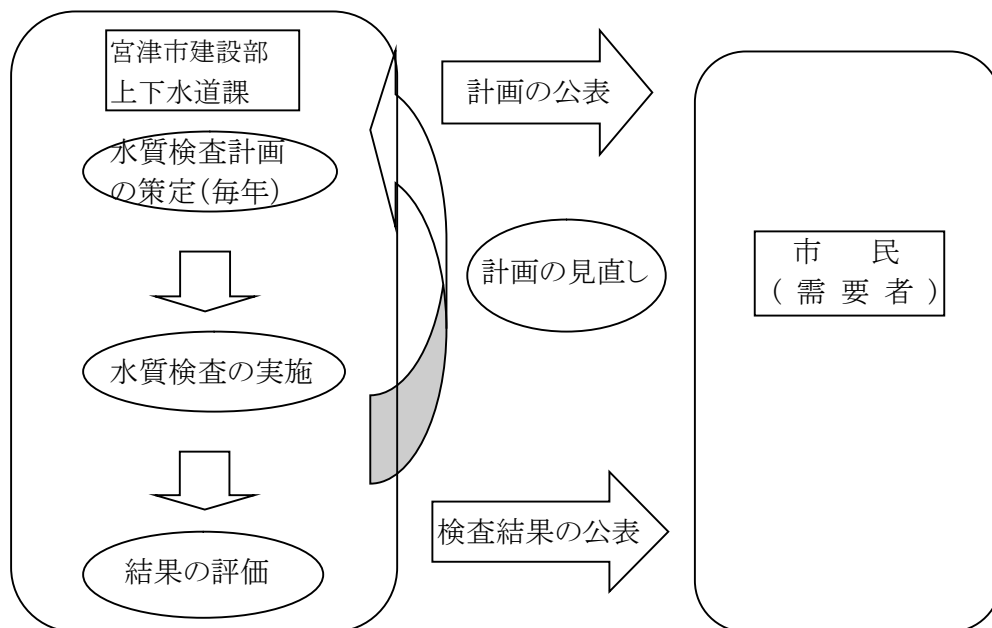 宮津市建設部
上下水道課
水質検査計画
の策定(毎年)
水質検査の実施
結果の評価
計画の公表
計画の見直し
検査結果の公表
市　民
(需要者)